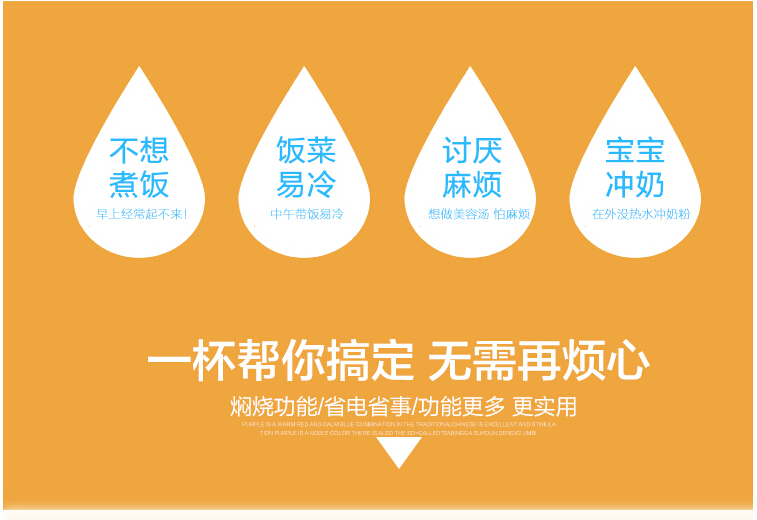 不想
煮饭
早上经常起不来!
饭菜
易冷
中午带饭易冷
讨厌
麻烦
想做美容汤 怕麻烦
宝宝
冲奶
在外没热水冲奶粉
一杯帮你搞定 无需再烦心
焖烧功能/省电省事/功能更多 更实用
PURPLE IS A WARM RED AND CALM BLUE COMBINATION IN THE TRADITIONAL CHINESE IS EXCELLENT AND STIMULA
TION PURPLE IS A NOBLE COLOR THERE IS ALSO THE SO-CALLED